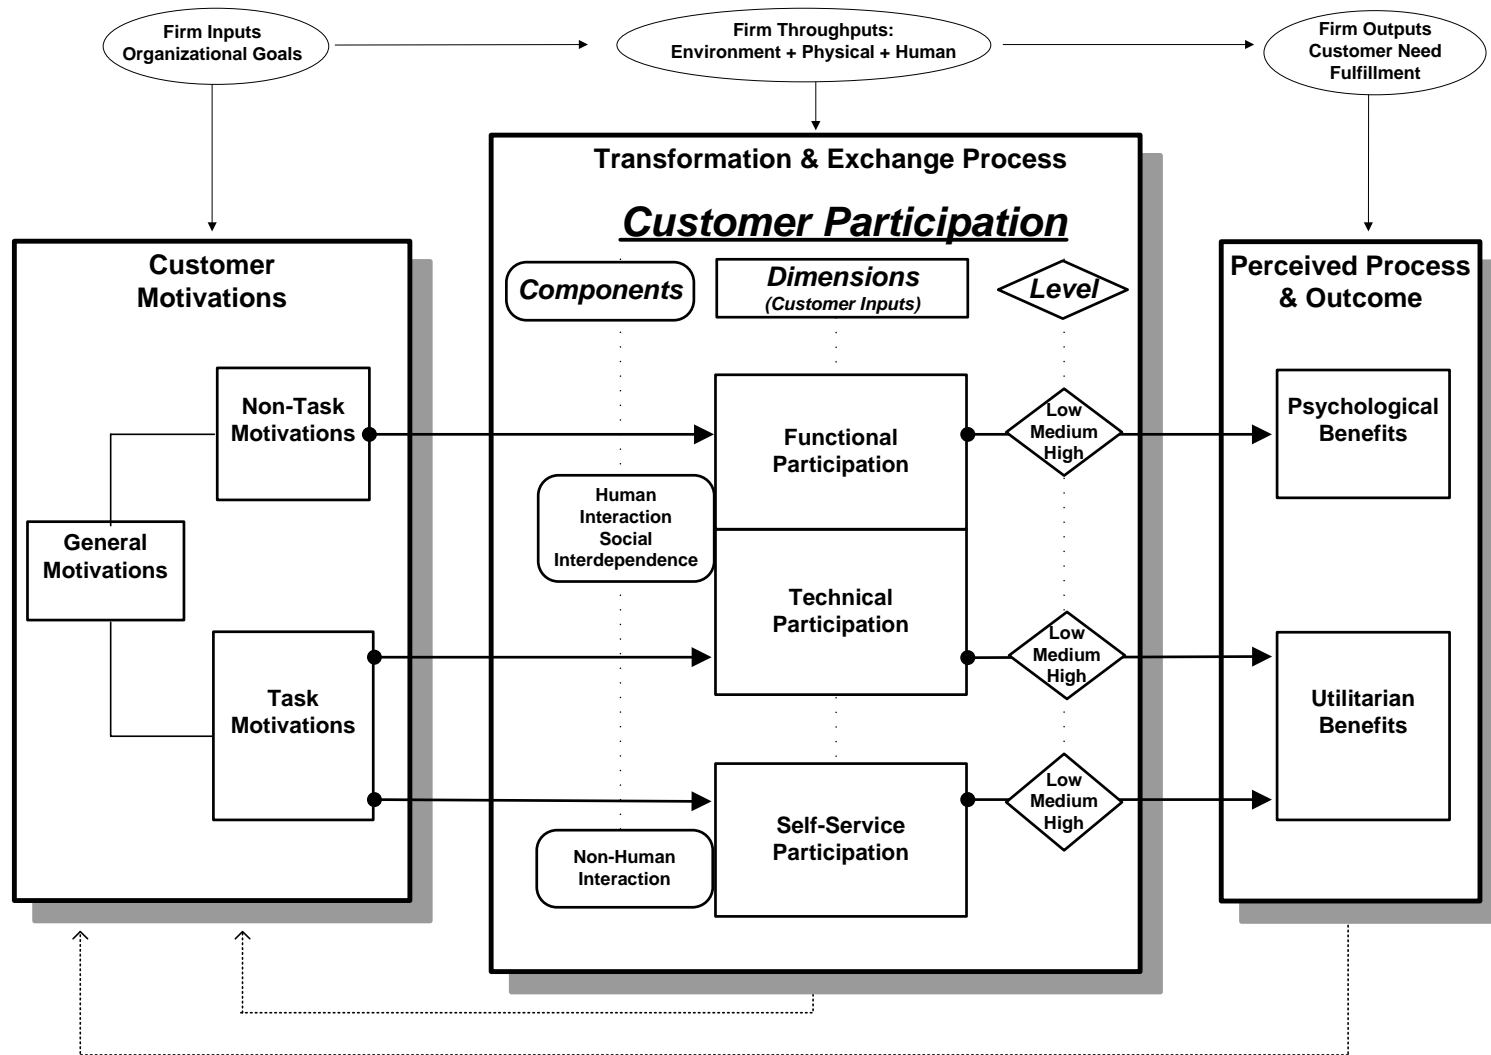 Firm Inputs
Organizational Goals
Firm Throughputs:
Environment + Physical + Human
Firm Outputs
Customer Need
Fulfillment
Transformation & Exchange Process
Customer Participation
Customer
Motivations
Components
Dimensions
(Customer Inputs)
Level
Perceived Process
& Outcome
Non-Task
Motivations
General
Motivations
Task
Motivations
Functional
Participation
Human
Interaction
Social
Interdependence
Technical
Participation
Self-Service
Participation
Non-Human
Interaction
Low
Medium
High
Low
Medium
High
Low
Medium
High
Psychological
Benefits
Utilitarian
Benefits